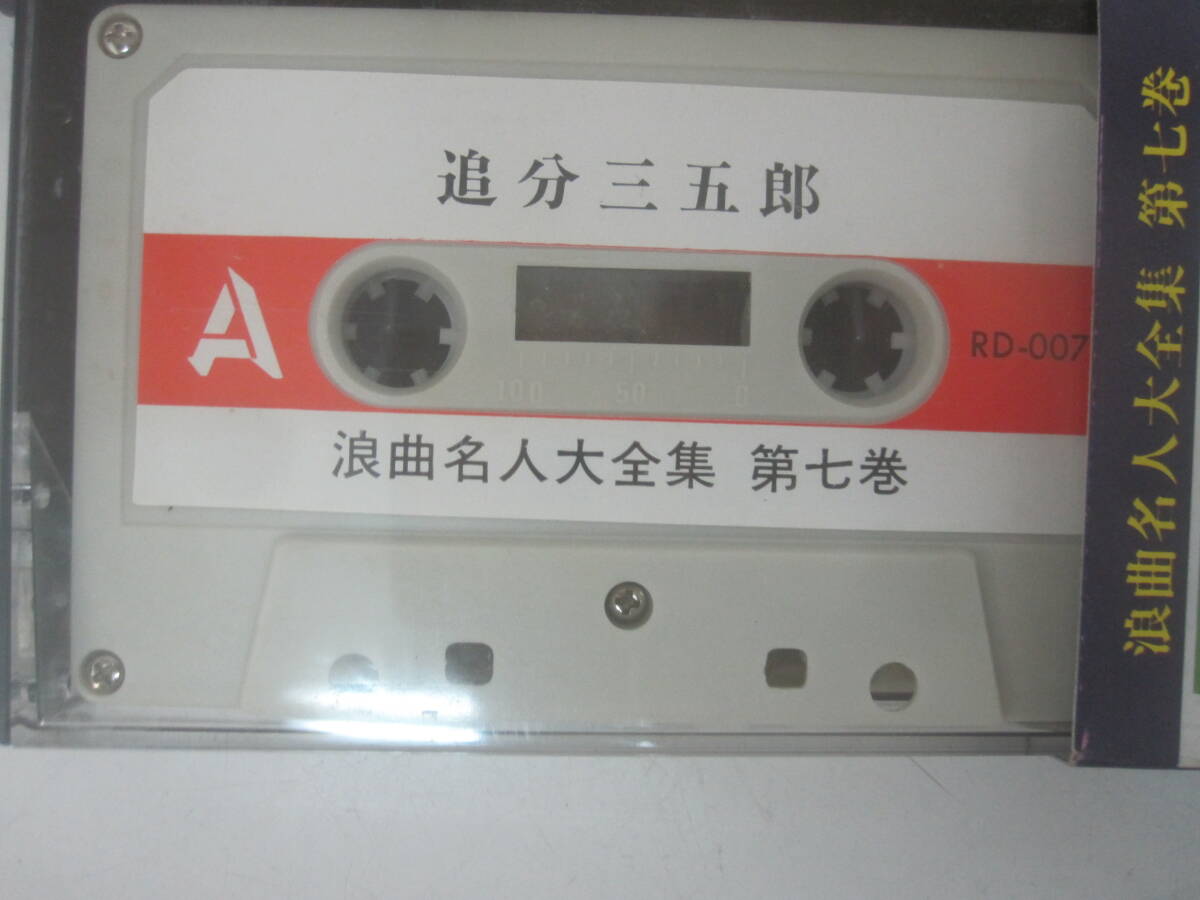 追分三五郎
A
RD-007
100 50 0
浪曲名人大全集 第七巻
浪曲名人大全集 第七巻